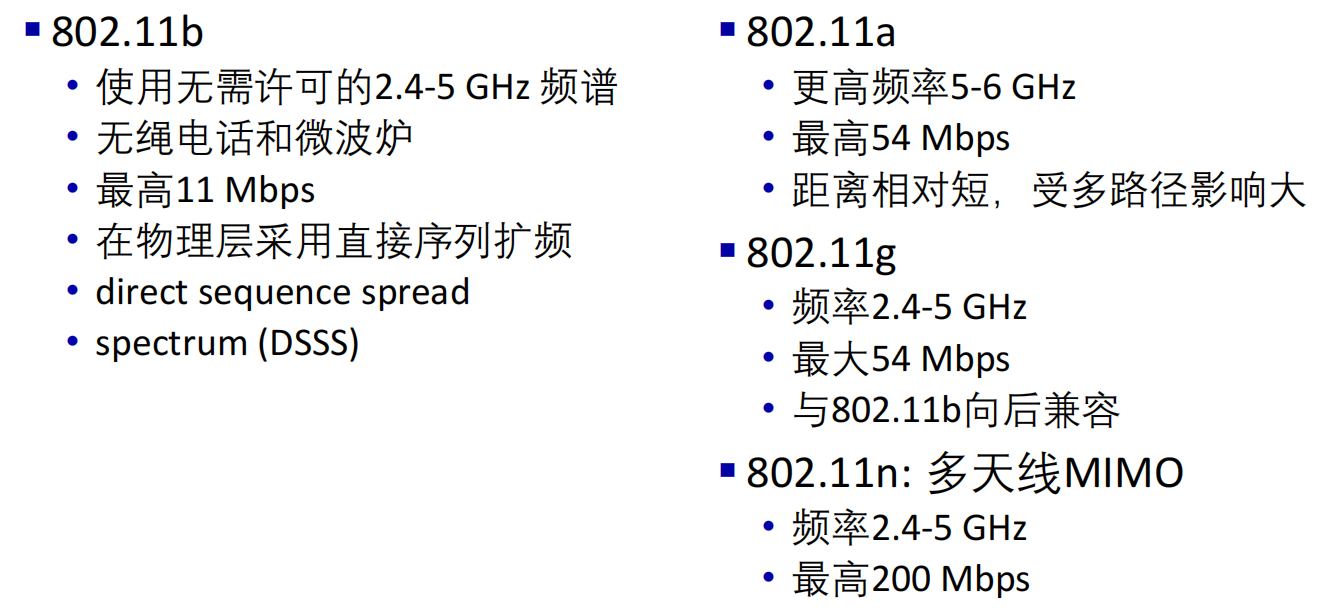 802.11b
使用无需许可的2.4-5 GHz 频谱
无绳电话和微波炉
最高11 Mbps
在物理层采用直接序列扩频
direct sequence spread
spectrum (DSSS)
802.11a
更高频率5-6 GHz
最高54 Mbps
距离相对短，受多路径影响大
802.11g
频率2.4-5 GHz
最大54 Mbps
与802.11b向后兼容
802.11n: 多天线MIMO
频率2.4-5 GHz
最高200 Mbps